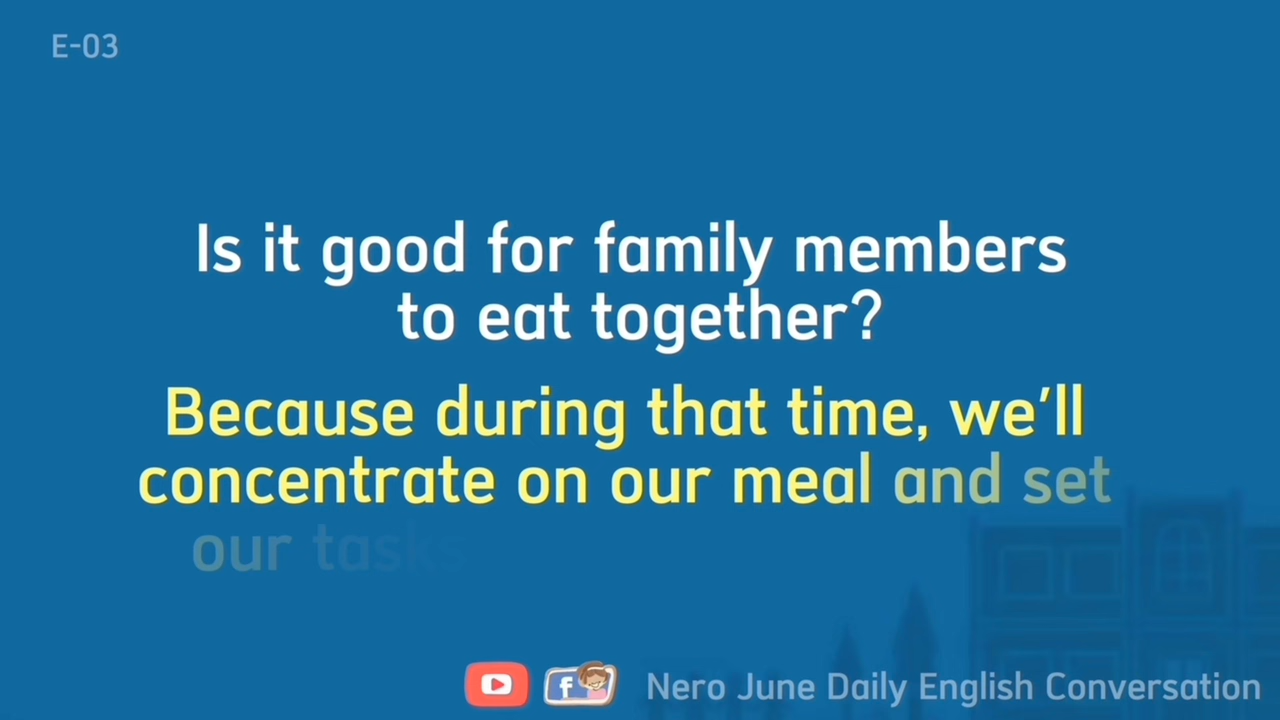 E-03
Is it good for family members
to eat together?
Because during that time, we'll
concentrate on our meal and set
our tasks
f
Nero June Daily English Conversation